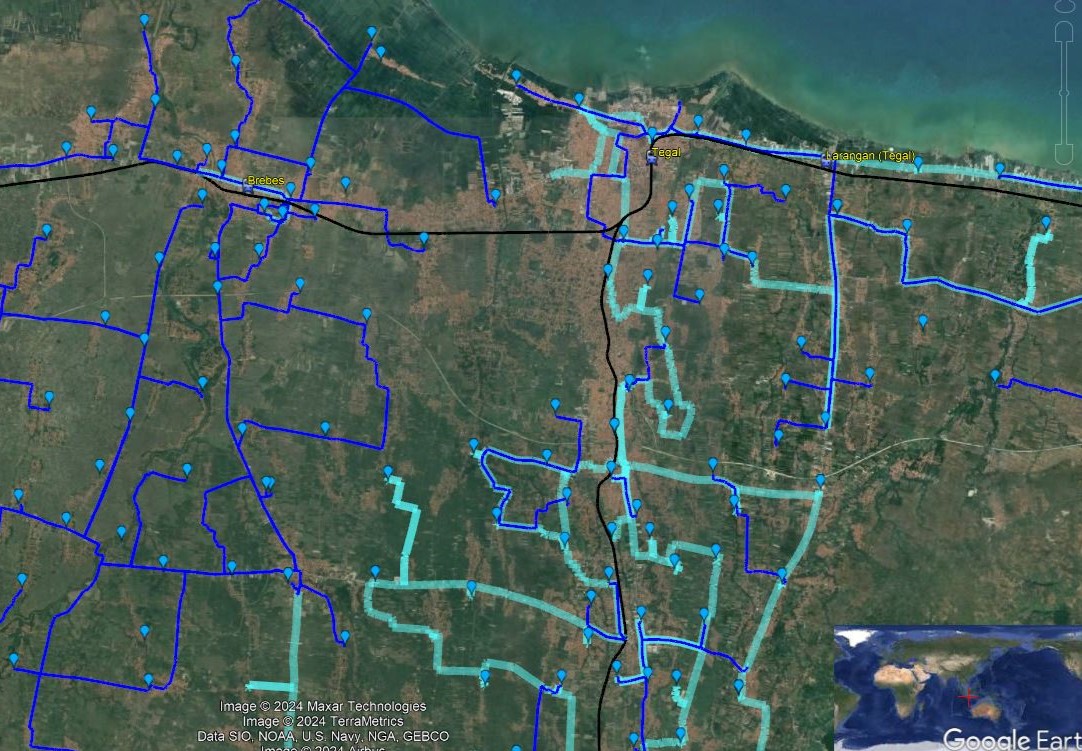 Tegal
Larangan (Tegal)
Brebes
Image © 2024 Maxar Technologies
Image © 2024 TerraMetrics
Data SIO, NOAA, U.S. Navy, NGA, GEBCO
Image © 2024 Airbus
Google Eart